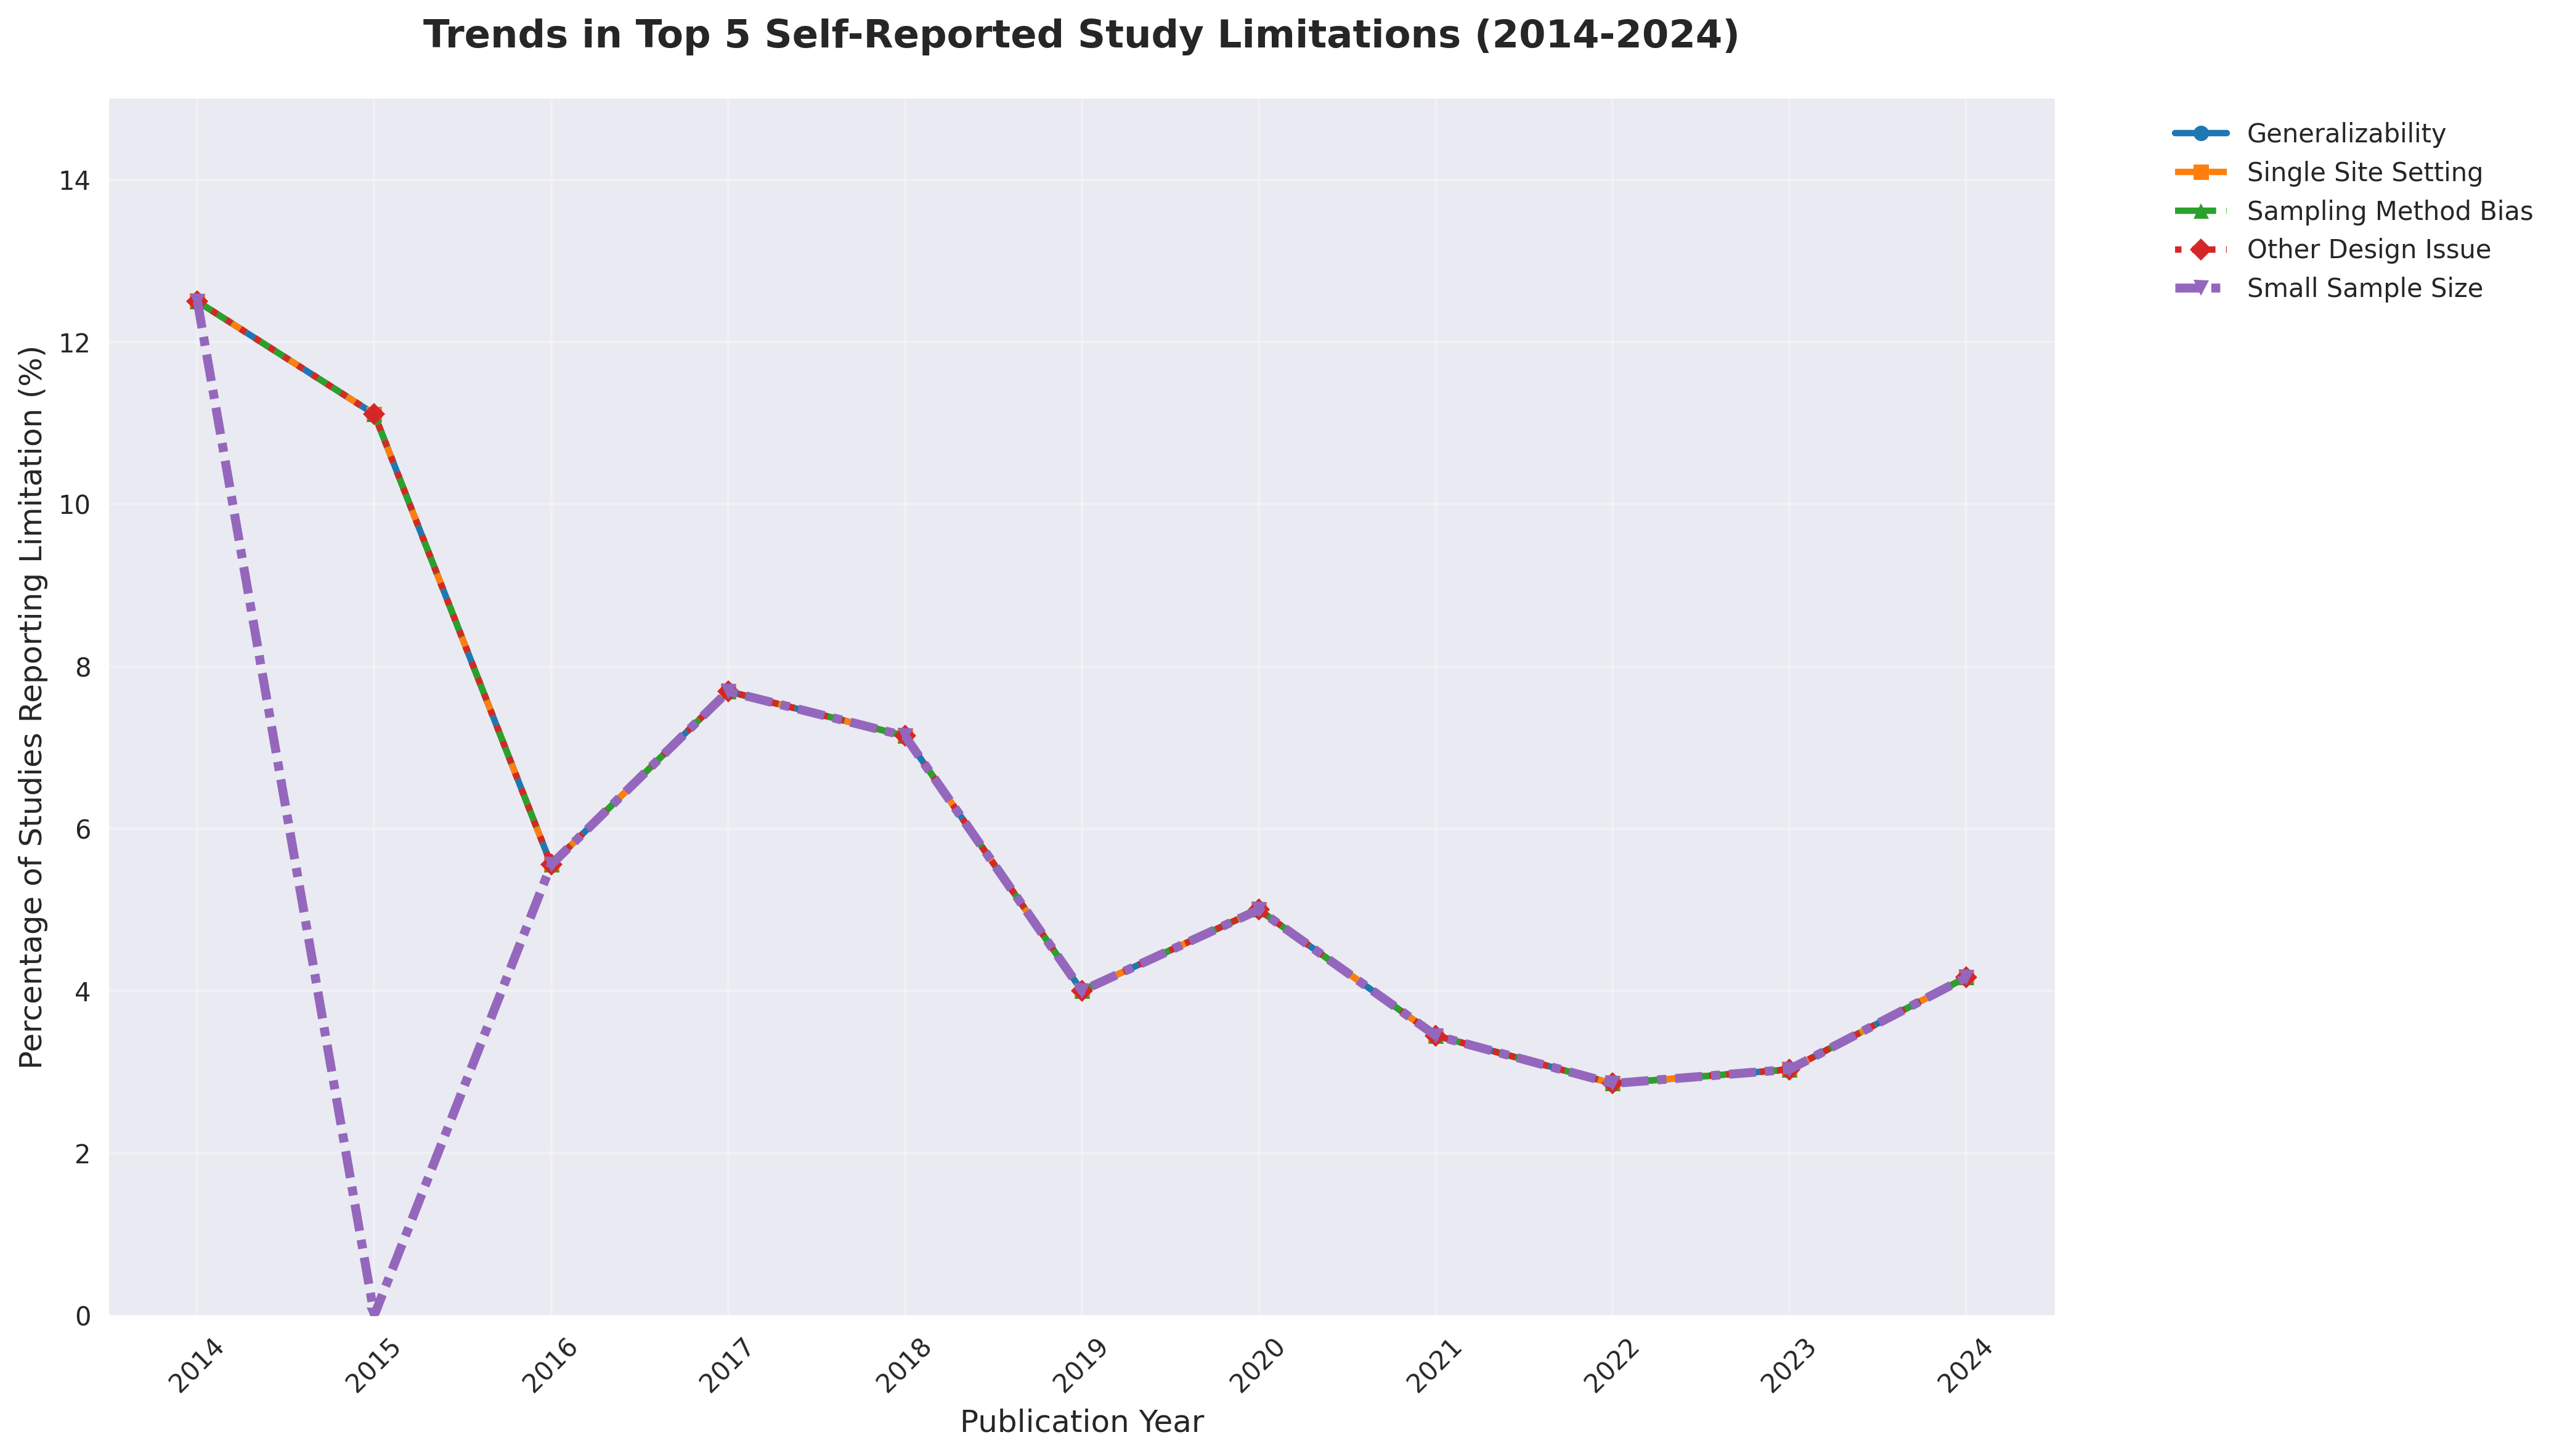 Trends in Top 5 Self-Reported Study Limitations (2014-2024)
Generalizability
Single Site Setting
Sampling Method Bias
Other Design Issue
Small Sample Size
Percentage of Studies Reporting Limitation (%)
14
12
10
8
6
4
2
0
2014
2015
2016
2017
2018
2019
2020
2021
2022
2023
2024
Publication Year